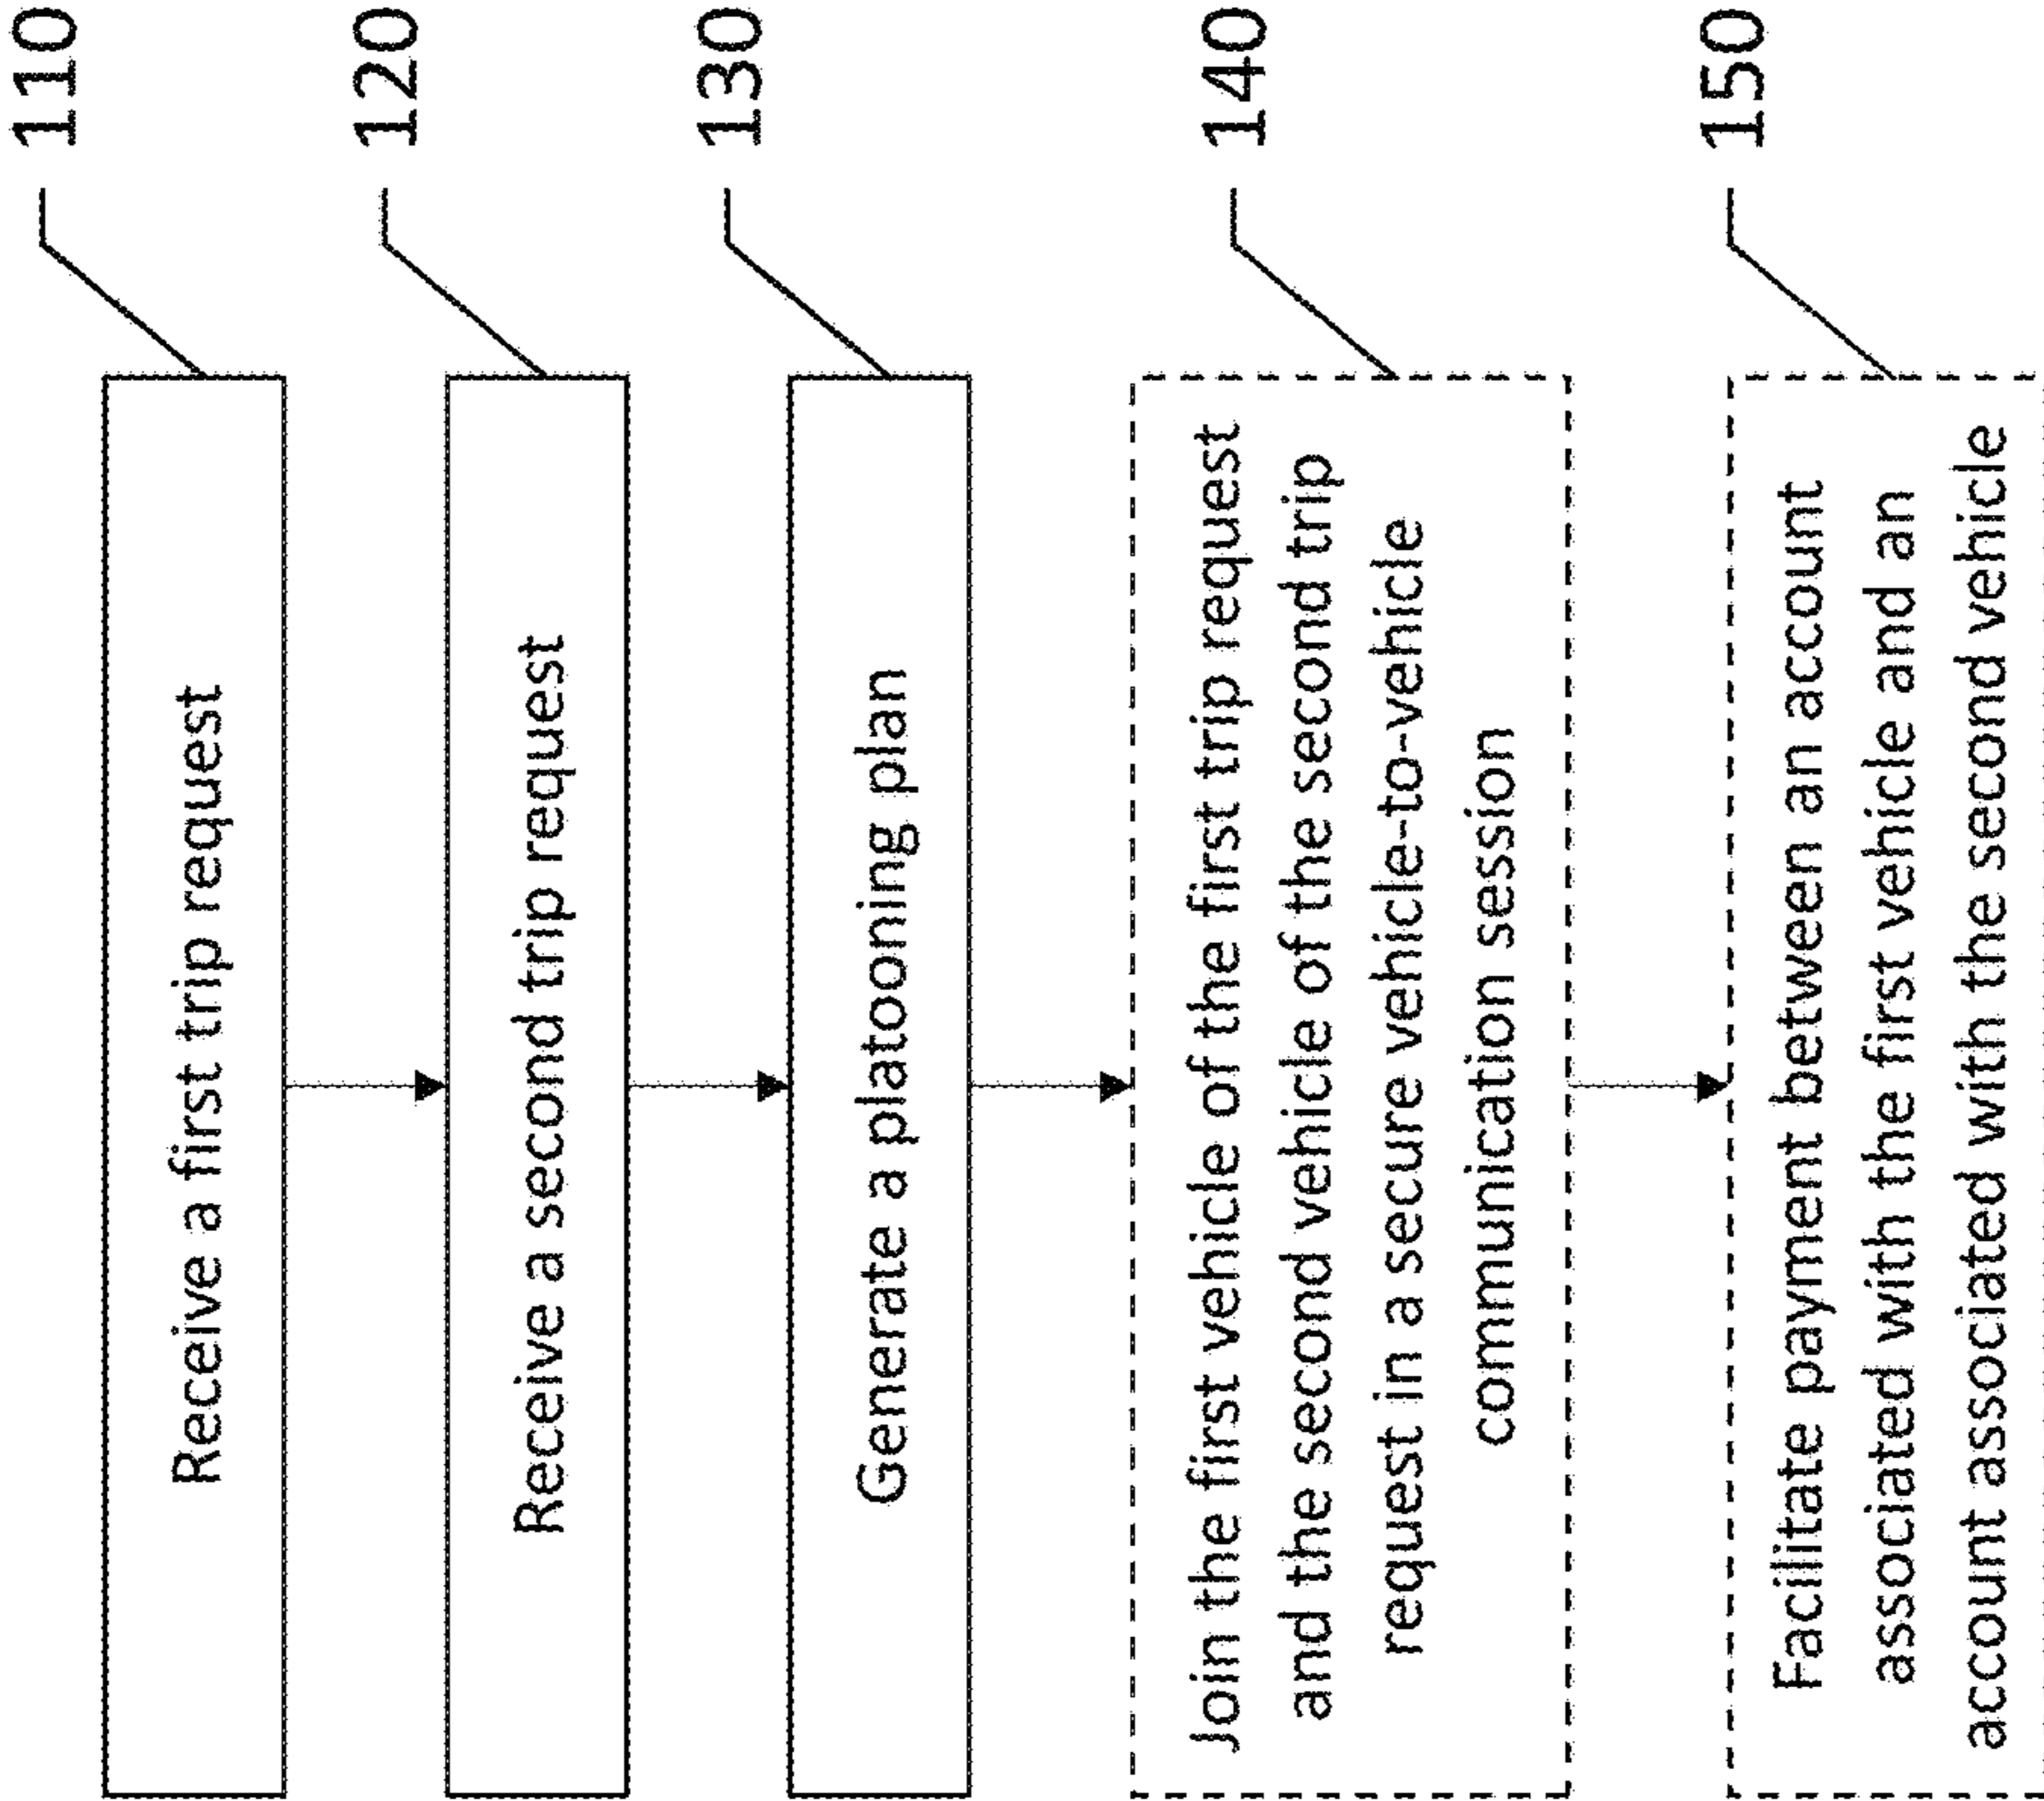 110
Receive a first trip request
120
Receive a second trip request
130
Generate a platooning plan
140
Join the first vehicle of the first trip request
and the second vehicle of the second trip
request in a secure vehicle-to-vehicle
communication session
150
Facilitate payment between an account
associated with the first vehicle and an
account associated with the second vehicle